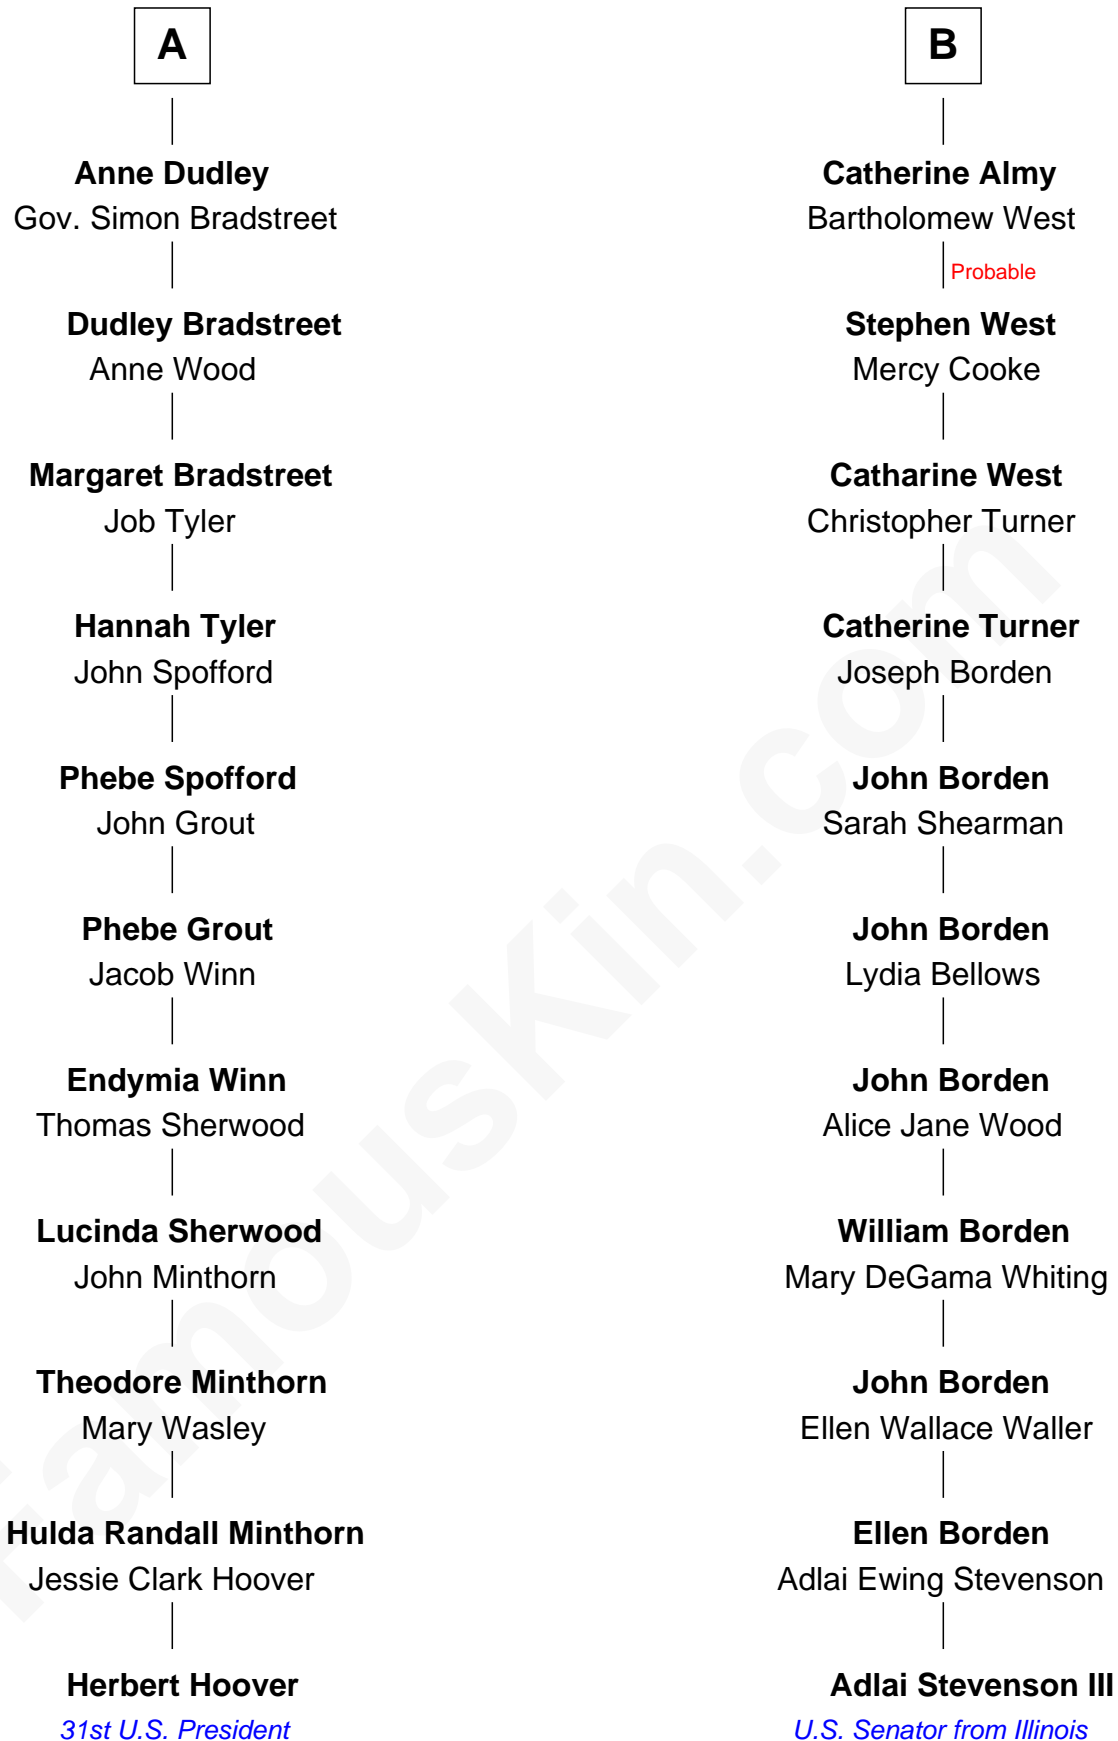 A
Anne Dudley
Gov. Simon Bradstreet
Dudley Bradstreet
Anne Wood
Margaret Bradstreet
Job Tyler
Hannah Tyler
John Spofford
Phebe Spofford
John Grout
Phebe Grout
Jacob Winn
Endymia Winn
Thomas Sherwood
Lucinda Sherwood
John Minthorn
Theodore Minthorn
Mary Wasley
Hulda Randall Minthorn
Jessie Clark Hoover
Herbert Hoover
31st U.S. President
B
Catherine Almy
Bartholomew West
Probable
Stephen West
Mercy Cooke
Catharine West
Christopher Turner
Catherine Turner
Joseph Borden
John Borden
Sarah Shearman
John Borden
Lydia Bellows
John Borden
Alice Jane Wood
William Borden
Mary DeGama Whiting
John Borden
Ellen Wallace Waller
Ellen Borden
Adlai Ewing Stevenson
Adlai Stevenson III
U.S. Senator from Illinois
famouskin.com